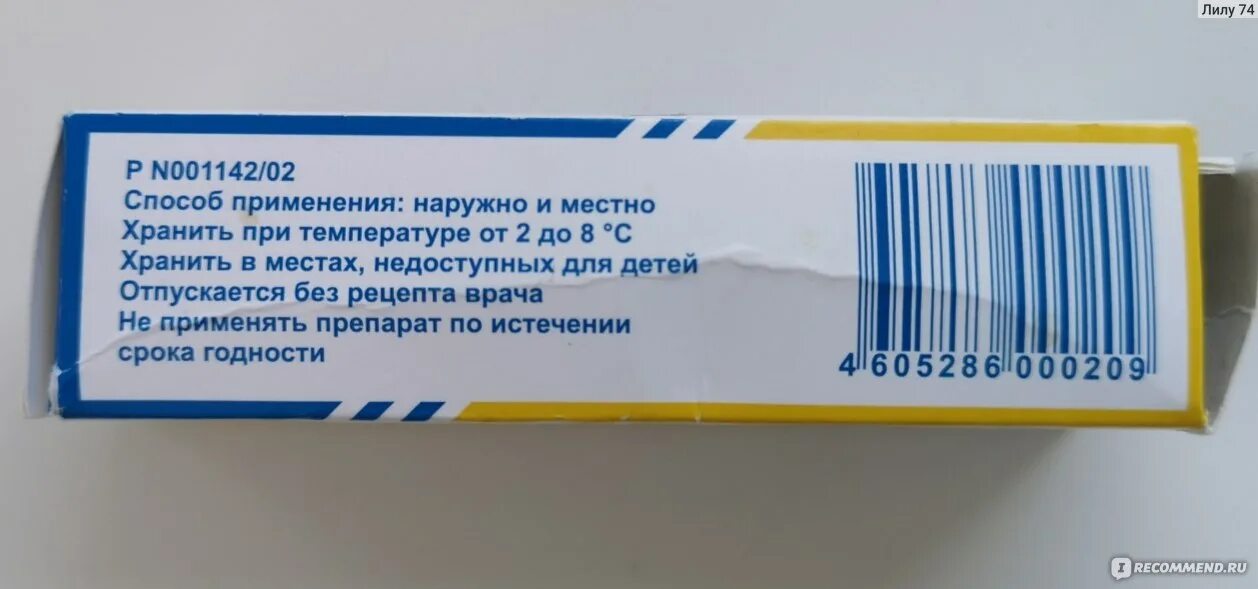 Лилу 74
P N001142/02
Способ применения: наружно и местно
Хранить при температуре от 2 до 8 °C
Хранить в местах, недоступных для детей
Отпускается без рецепта врача
Не применять препарат по истечении
срока годности
4 605286 000209
I RECOMMEND.RU